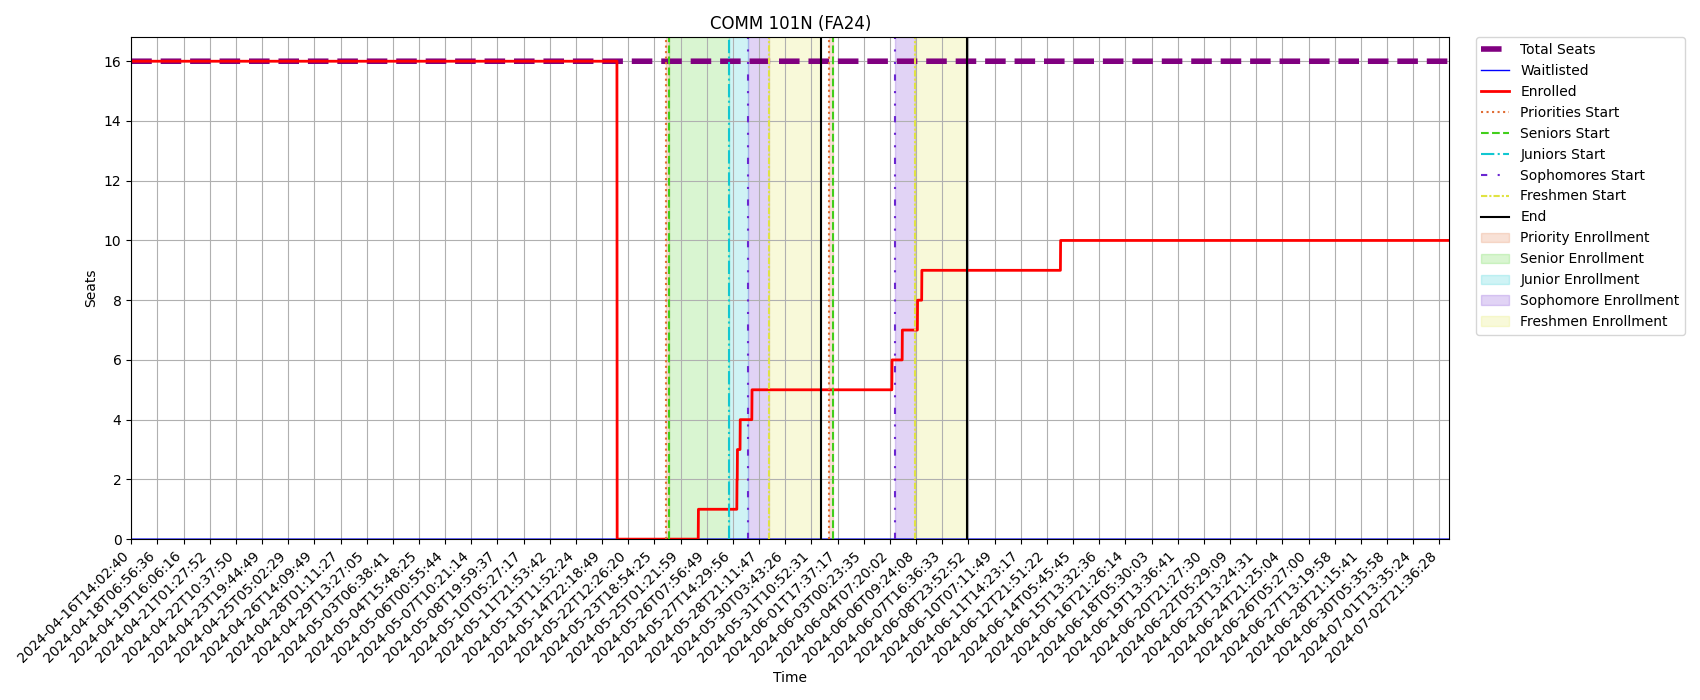 COMM 101N (FA24)
Seats
16
14
12
10
8
6
4
2
0
2024-04-16T14:02:40
2024-04-18T06:56:36
2024-04-19T16:06:16
2024-04-21T01:27:52
2024-04-22T10:37:50
2024-04-23T19:44:49
2024-04-25T05:02:29
2024-04-26T14:09:49
2024-04-28T01:11:27
2024-04-29T13:27:05
2024-05-03T06:38:41
2024-05-04T15:48:25
2024-05-06T00:55:44
2024-05-07T10:21:14
2024-05-08T19:59:37
2024-05-10T05:27:17
2024-05-11T21:53:42
2024-05-13T11:52:24
2024-05-14T22:18:49
2024-05-22T12:26:20
2024-05-23T18:54:25
2024-05-25T01:21:59
2024-05-26T07:56:49
2024-05-27T14:29:56
2024-05-28T21:11:47
2024-05-30T03:43:26
2024-05-31T10:52:31
2024-06-01T17:37:17
2024-06-03T00:23:35
2024-06-04T07:20:02
2024-06-06T09:24:08
2024-06-07T16:36:33
2024-06-08T23:52:52
2024-06-10T07:11:49
2024-06-11T14:23:17
2024-06-12T21:51:22
2024-06-14T05:45:45
2024-06-15T13:32:36
2024-06-16T21:26:14
2024-06-18T05:30:03
2024-06-19T13:36:41
2024-06-20T21:27:30
2024-06-22T05:29:09
2024-06-23T13:24:31
2024-06-24T21:25:04
2024-06-26T05:27:00
2024-06-27T13:19:58
2024-06-28T21:15:41
2024-06-30T05:35:58
2024-07-01T13:35:24
2024-07-02T21:36:28
Time
Total Seats
Waitlisted
Enrolled
Priorities Start
Seniors Start
Juniors Start
Sophomores Start
Freshmen Start
End
Priority Enrollment
Senior Enrollment
Junior Enrollment
Sophomore Enrollment
Freshmen Enrollment